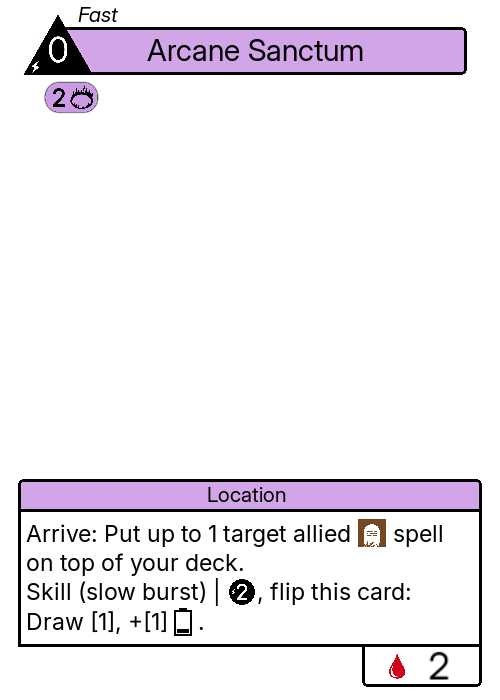 Fast
0
Arcane Sanctum
2
Location
Arrive: Put up to 1 target allied spell
on top of your deck.
Skill (slow burst) | 2, flip this card:
Draw [1], +[1] .
2